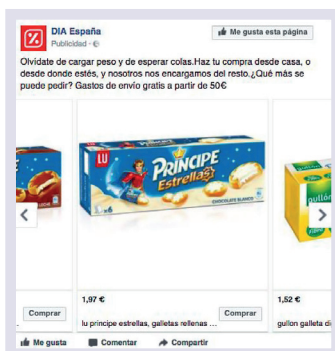 DIA España
Publicidad ·
Me gusta esta página
Olvídate de cargar peso y de esperar colas.Haz tu compra desde casa, o
desde donde estés, y nosotros nos encargamos del resto.¿Qué más se
puede pedir? Gastos de envío gratis a partir de 50€
LU
PRÍNCIPE
Estrellas
x6
CHOCOLATE BLANCO
gullón
1,97 €
1,52 €
Comprar
Comprar
lu principe estrellas, galletas rellenas ...
gullon galleta di
Me gusta
Comentar
Compartir